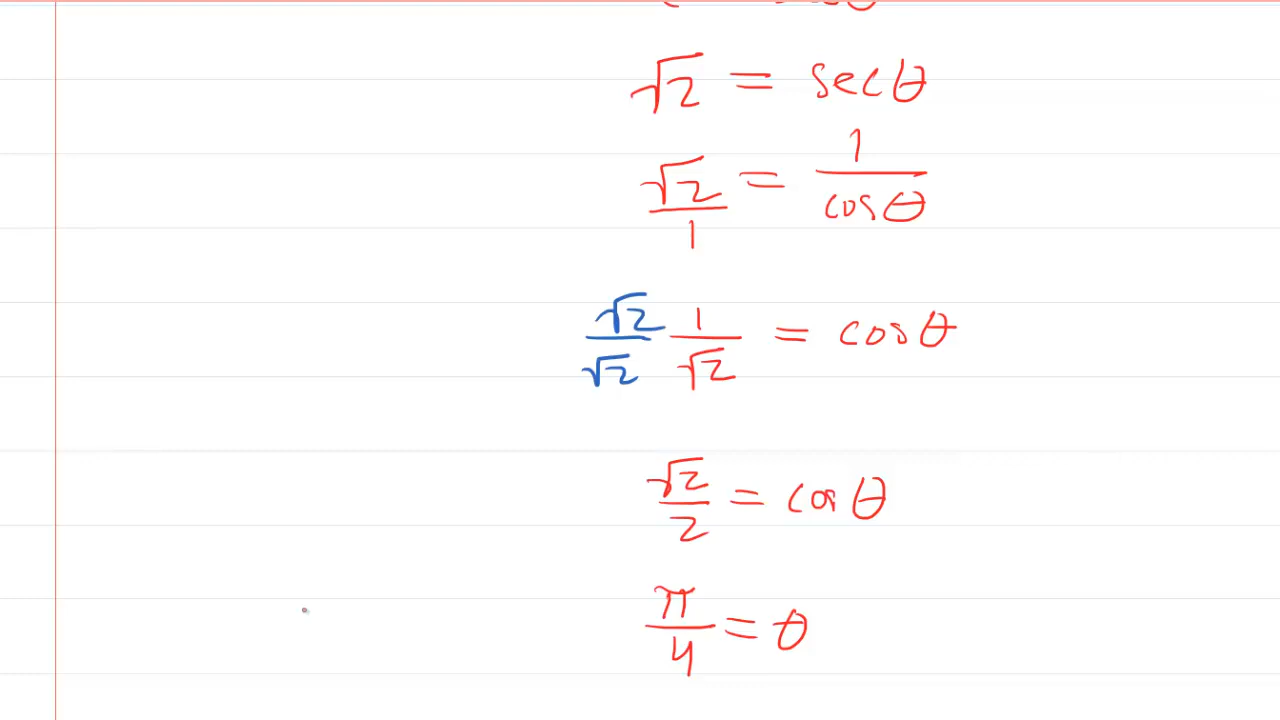 √2 = secθ
√2/1 = 1/cosθ
√2/√2 1/√2 = cosθ
√2/2 = cosθ
π/4 = θ